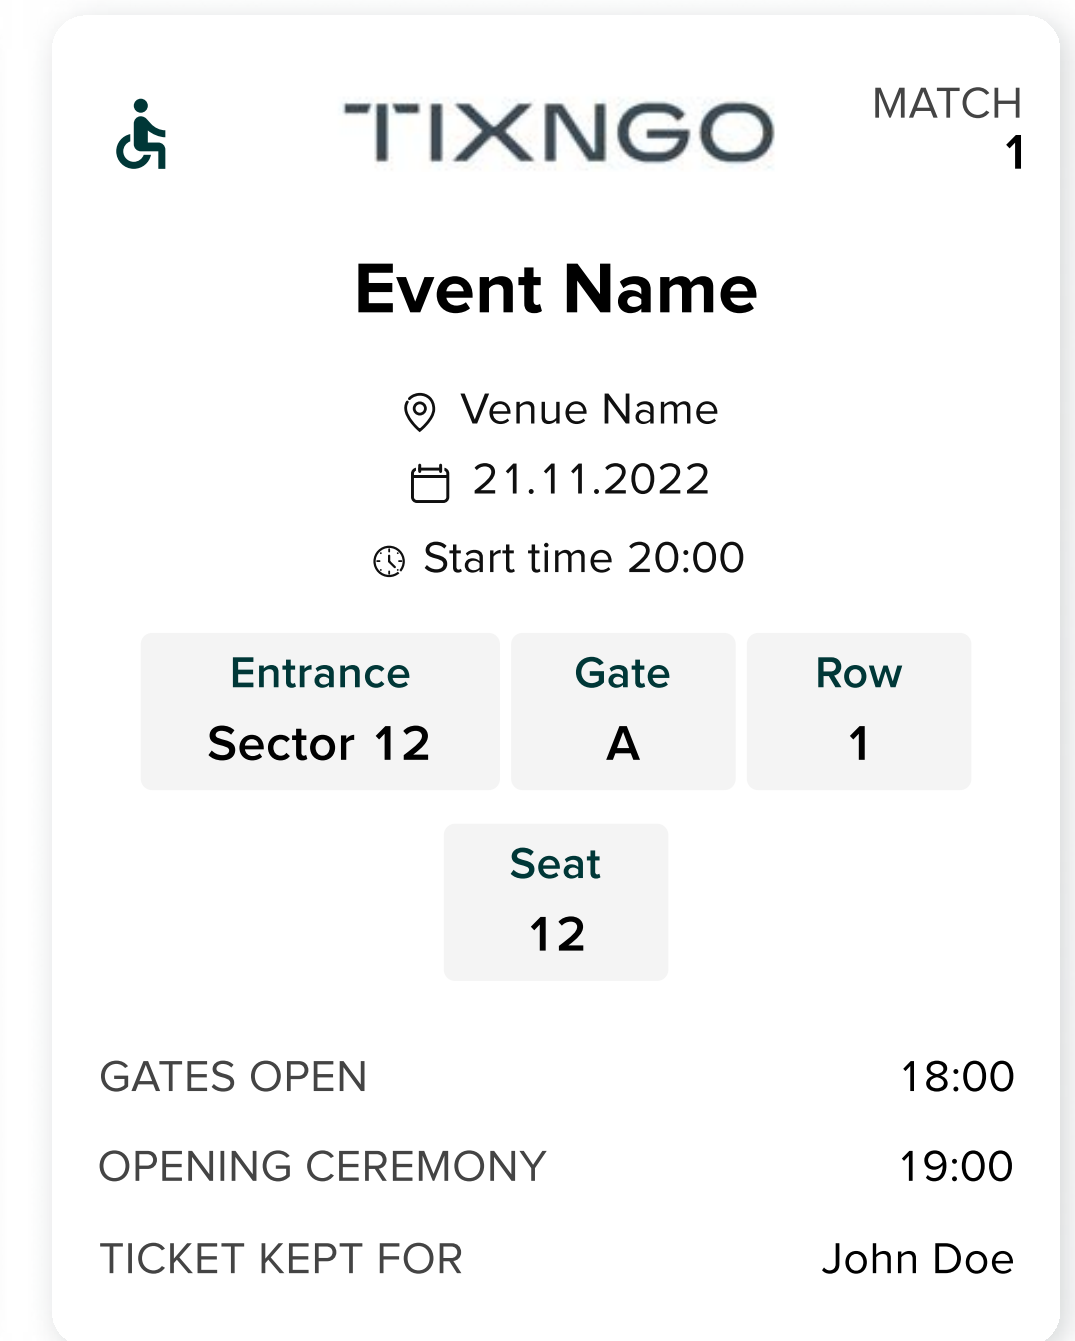 TIXNGO
MATCH
1
Event Name
Venue Name
21.11.2022
Start time 20:00
Entrance
Sector 12
Gate
A
Row
1
Seat
12
GATES OPEN 18:00
OPENING CEREMONY 19:00
TICKET KEPT FOR John Doe